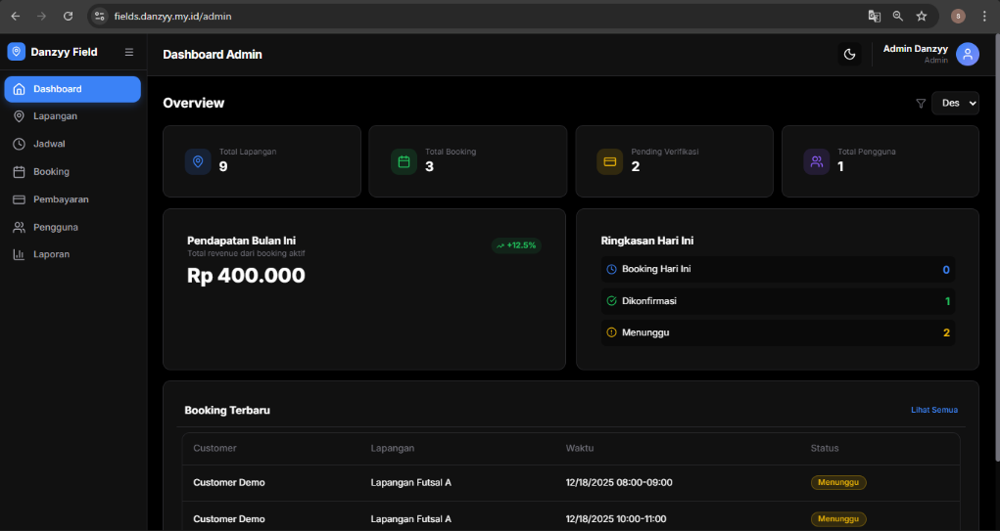 fields.danzyy.my.id/admin
S
Danzyy Field
Dashboard Admin
Admin Danzyy
Admin
Dashboard
Lapangan
Jadwal
Booking
Pembayaran
Pengguna
Laporan
Overview
Des
Total Lapangan
9
Total Booking
3
Pending Verifikasi
2
Total Pengguna
1
Pendapatan Bulan Ini
Total revenue dari booking aktif
+12.5%
Rp 400.000
Ringkasan Hari Ini
Booking Hari Ini 0
Dikonfirmasi 1
Menunggu 2
Booking Terbaru
Lihat Semua
Customer Lapangan Waktu Status
Customer Demo Lapangan Futsal A 12/18/2025 08:00-09:00 Menunggu
Customer Demo Lapangan Futsal A 12/18/2025 10:00-11:00 Menunggu